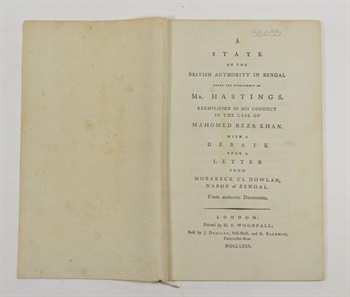 A
STATE
OF THE
BRITISH AUTHORITY IN BENGAL
UNDER THE GOVERNMENT OF
MR. HASTINGS,
EXEMPLIFIED IN HIS CONDUCT
IN THE CASE OF
MAHOMED REZA KHAN.
WITH A
DEBATE
UPON A
LETTER
FROM
MOBARECK UL DOWLAH,
NABOB of BENGAL.
From authentic Documents.
LONDON:
Printed by H. S. WOODFALL;
Sold by J. DEBRETT, Pall-Mall, and R. BALDWIN,
Paternoster-Row.